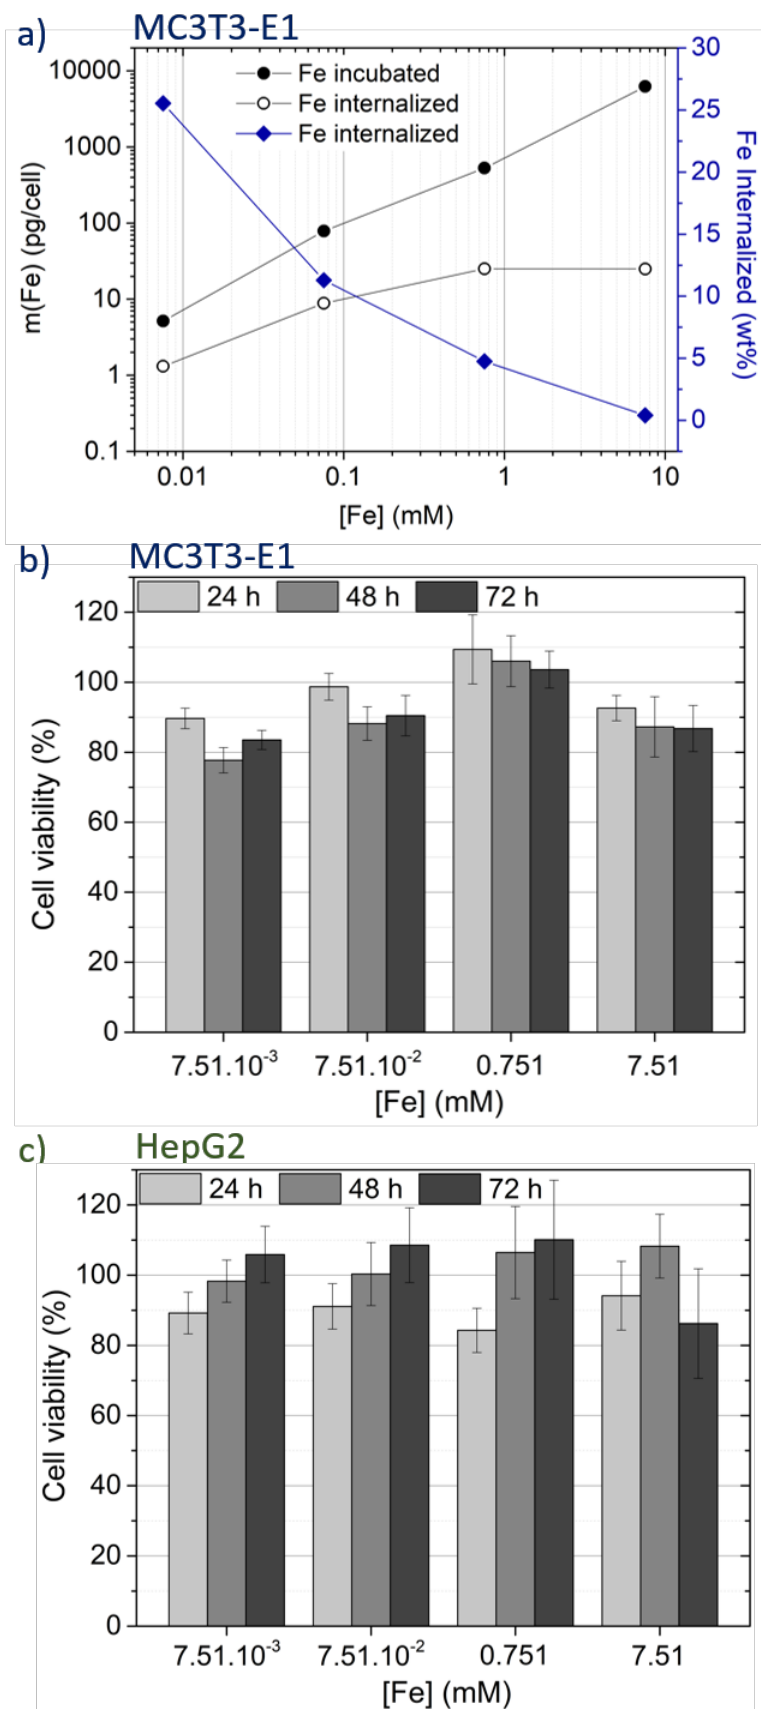 a) MC3T3-E1
Fe incubated
Fe internalized
Fe internalized
10000
1000
100
10
1
0.1
m(Fe) (pg/cell)
30
25
20
15
10
5
0
Fe Internalized (wt%)
0.01 0.1 1 10
[Fe] (mM)
b) MC3T3-E1
24 h 48 h 72 h
120
100
80
60
40
20
0
Cell viability (%)
7.51.10⁻³ 7.51.10⁻² 0.751 7.51
[Fe] (mM)
c) HepG2
24 h 48 h 72 h
120
100
80
60
40
20
0
Cell viability (%)
7.51.10⁻³ 7.51.10⁻² 0.751 7.51
[Fe] (mM)